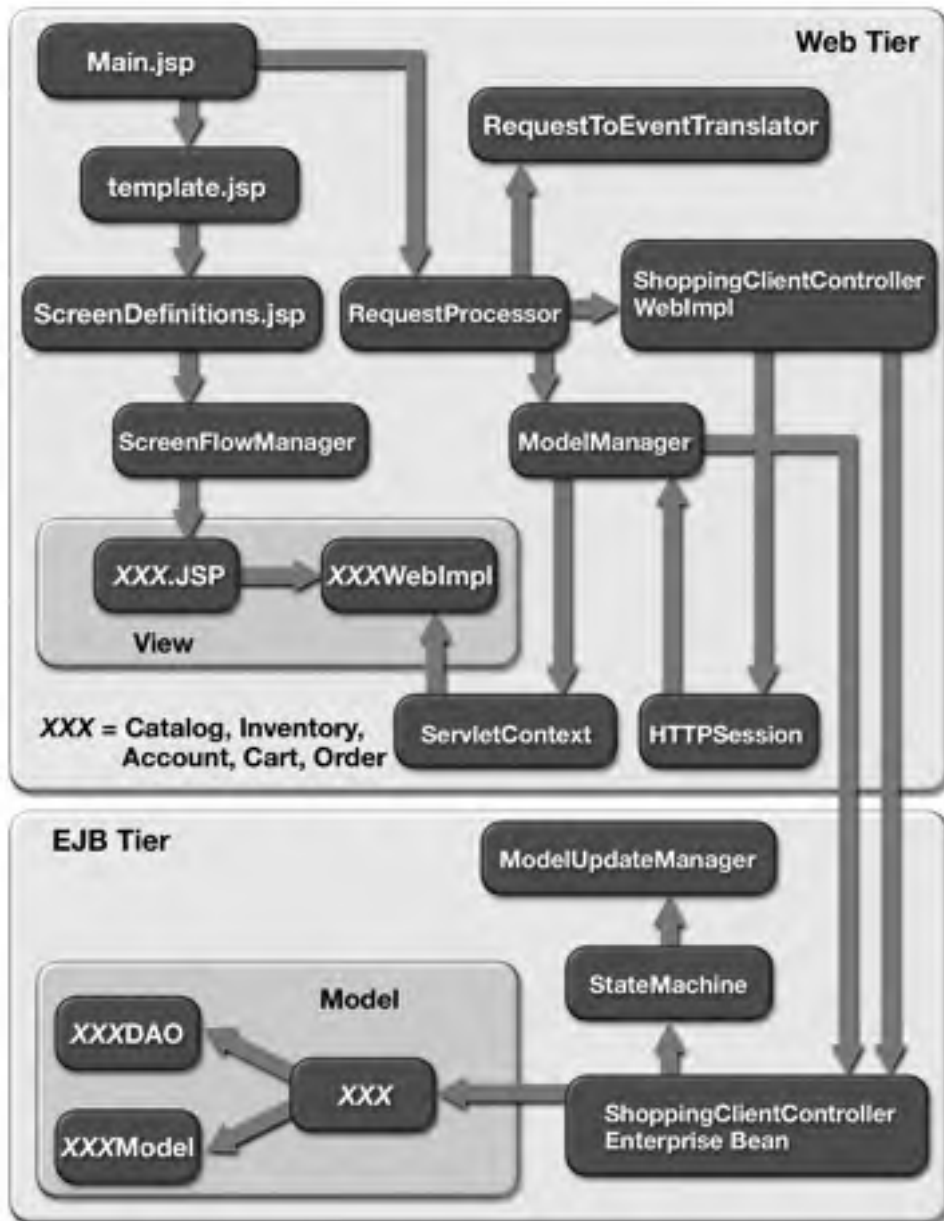 Web Tier
Main.jsp
RequestToEventTranslator
template.jsp
ShoppingClientController
WebImpl
ScreenDefinitions.jsp
RequestProcessor
ScreenFlowManager
ModelManager
XXX.JSP
XXXWebImpl
View
XXX = Catalog, Inventory,
Account, Cart, Order
ServletContext
HTTPSession
EJB Tier
ModelUpdateManager
StateMachine
Model
XXXDAO
XXX
XXXModel
ShoppingClientController
Enterprise Bean